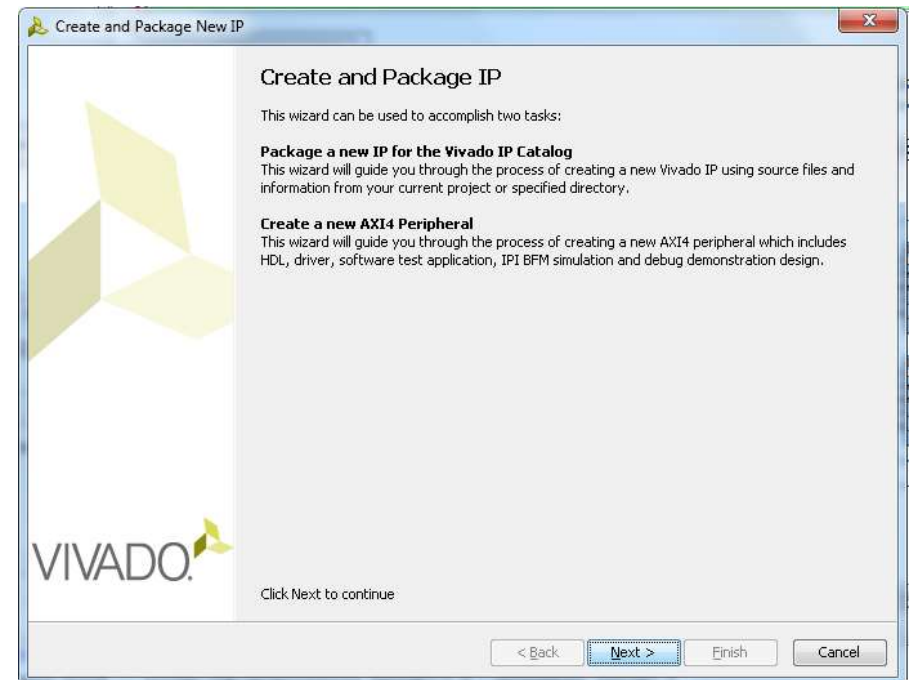 Create and Package New IP
Create and Package IP
This wizard can be used to accomplish two tasks:
Package a new IP for the Vivado IP Catalog
This wizard will guide you through the process of creating a new Vivado IP using source files and
information from your current project or specified directory.
Create a new AXI4 Peripheral
This wizard will guide you through the process of creating a new AXI4 peripheral which includes
HDL, driver, software test application, IPI BFM simulation and debug demonstration design.
VIVADO.
Click Next to continue
< Back Next > Finish Cancel